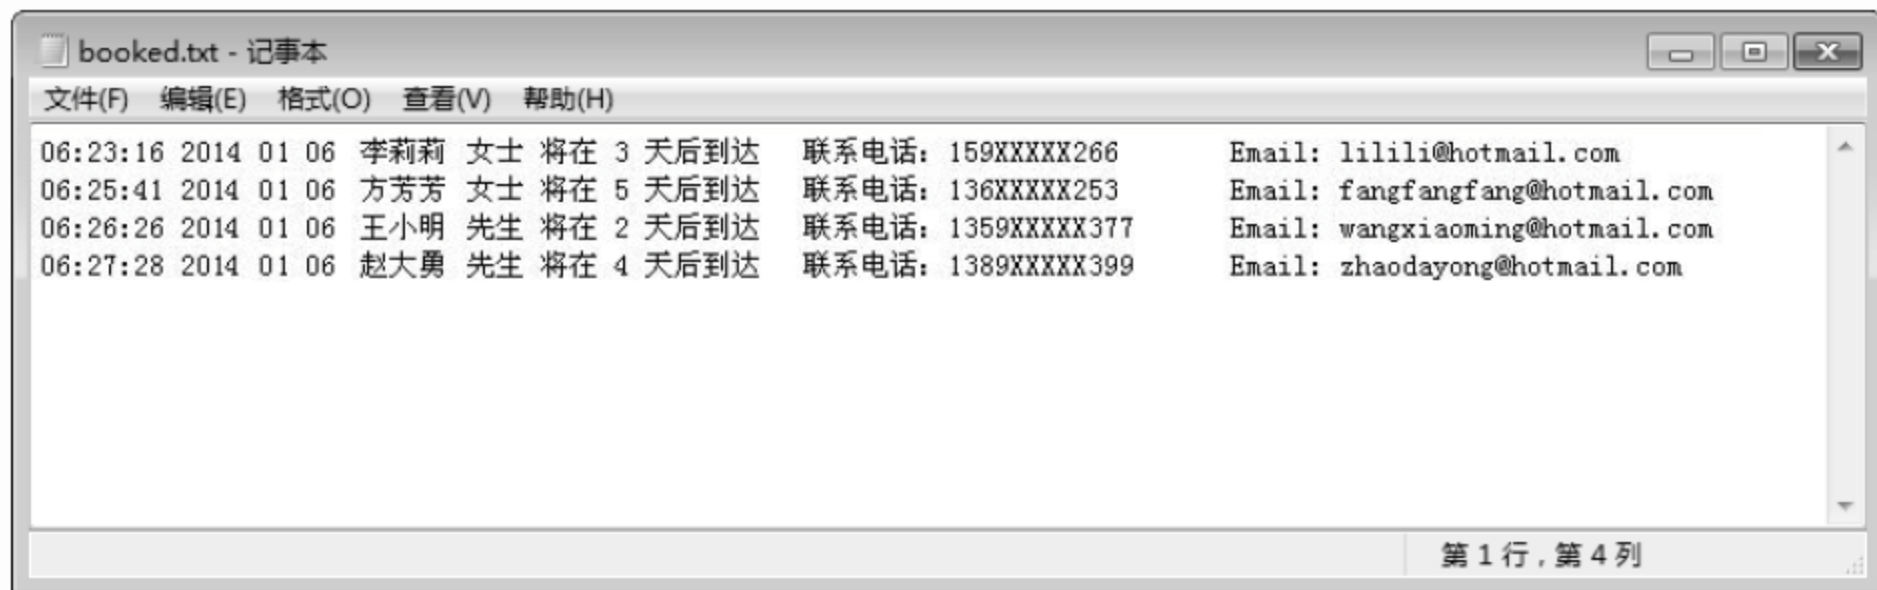 booked.txt - 记事本
文件(F) 编辑(E) 格式(O) 查看(V) 帮助(H)
06:23:16 2014 01 06 李莉莉 女士 将在 3 天后到达 联系电话：159XXXXX266 Email: lilili@hotmail.com
06:25:41 2014 01 06 方芳芳 女士 将在 5 天后到达 联系电话：136XXXXX253 Email: fangfangfang@hotmail.com
06:26:26 2014 01 06 王小明 先生 将在 2 天后到达 联系电话：1359XXXXX377 Email: wangxiaoming@hotmail.com
06:27:28 2014 01 06 赵大勇 先生 将在 4 天后到达 联系电话：1389XXXXX399 Email: zhaodayong@hotmail.com
第 1 行，第 4 列